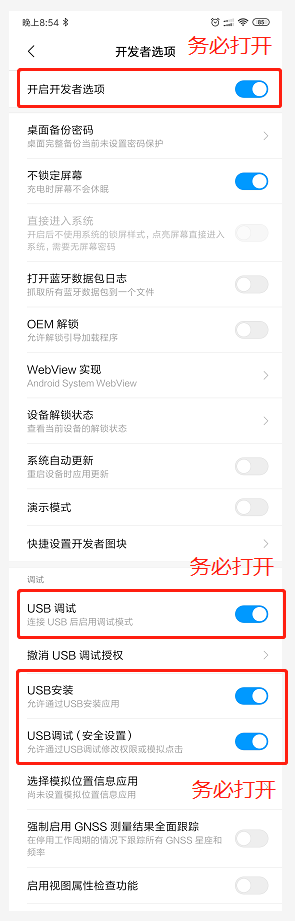 晚上8:54
85
开发者选项
务必打开
开启开发者选项
桌面备份密码
桌面完整备份当前未设置密码保护
不锁定屏幕
充电时屏幕不会休眠
直接进入系统
开启后不使用系统的锁屏样式，点亮屏幕直接进入
系统，需要无屏幕密码
打开蓝牙数据包日志
抓取所有蓝牙数据包到一个文件
OEM 解锁
允许解锁引导加载程序
WebView 实现
Android System WebView
设备解锁状态
查看当前设备的解锁状态
系统自动更新
重启设备时应用更新
演示模式
快捷设置开发者图块
务必打开
调试
USB 调试
连接 USB 后启用调试模式
撤消 USB 调试授权
USB安装
允许通过USB安装应用
USB调试（安全设置）
允许通过USB调试修改权限或模拟点击
选择模拟位置信息应用
尚未设置模拟位置信息应用
务必打开
强制启用 GNSS 测量结果全面跟踪
在停用工作周期的情况下跟踪所有 GNSS 星座和
频率
启用视图属性检查功能